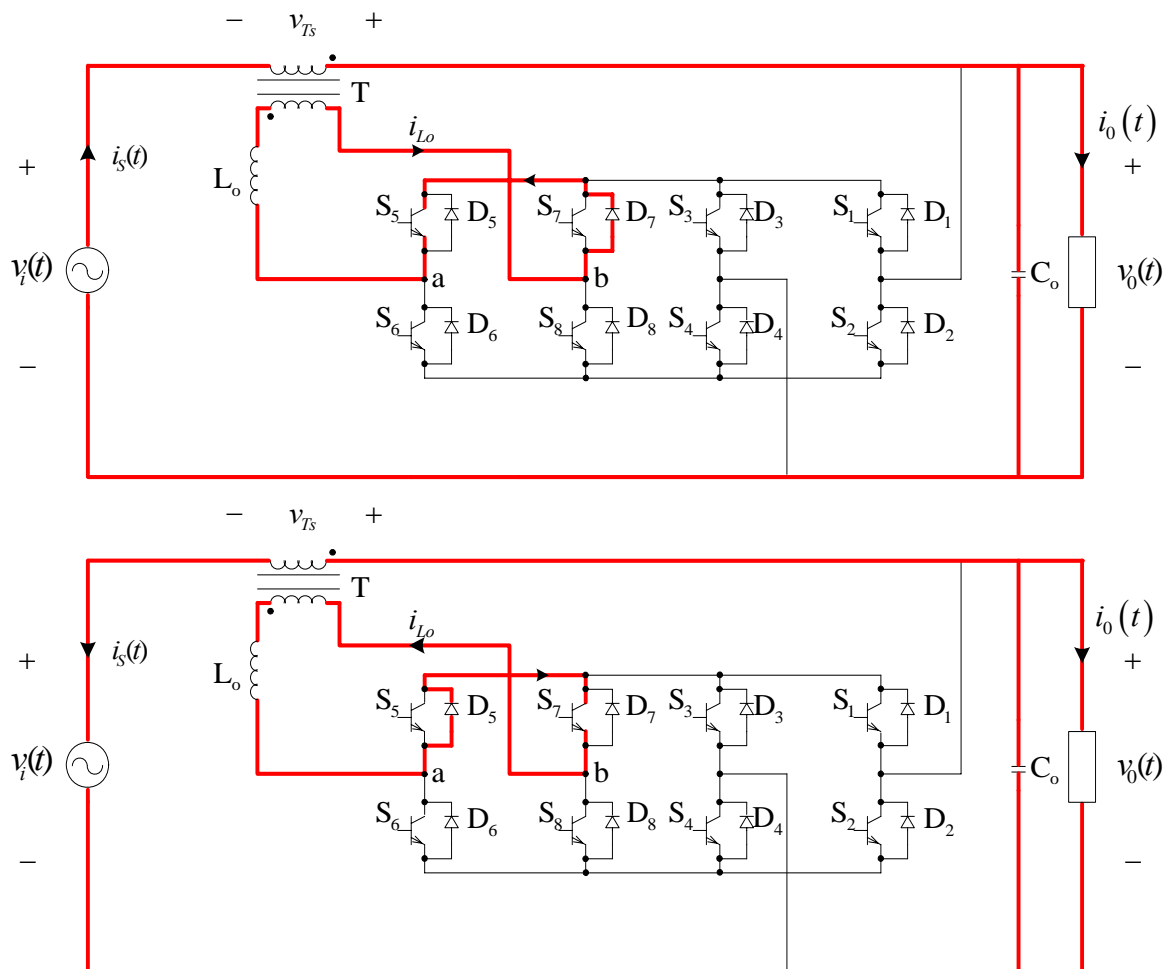 − v_Ts +
T
i_Lo
i_0(t)
+ i_S(t) +
L_o
S_5 D_5 S_7 D_7 S_3 D_3 S_1 D_1
v_i(t) a b C_o v_0(t)
S_6 D_6 S_8 D_8 S_4 D_4 S_2 D_2
− −
− v_Ts +
T
i_Lo
i_0(t)
+ i_S(t) +
L_o
S_5 D_5 S_7 D_7 S_3 D_3 S_1 D_1
v_i(t) a b C_o v_0(t)
S_6 D_6 S_8 D_8 S_4 D_4 S_2 D_2
− −